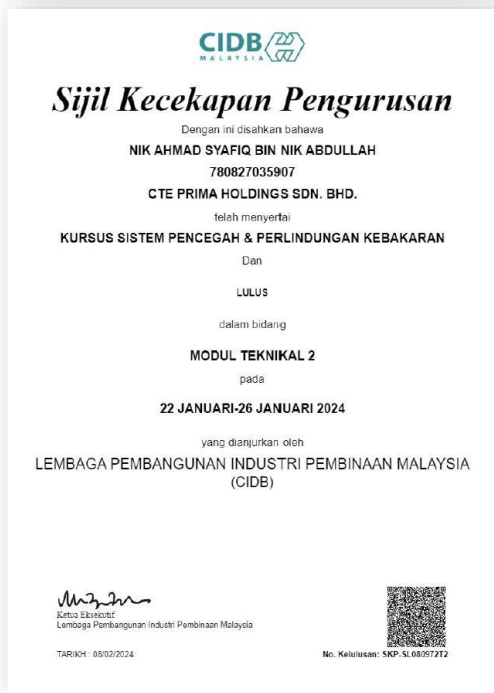 CIDB
MALAYSIA
Sijil Kecekapan Pengurusan
Dengan ini disahkan bahawa
NIK AHMAD SYAFIQ BIN NIK ABDULLAH
780827035907
CTE PRIMA HOLDINGS SDN. BHD.
telah menyertai
KURSUS SISTEM PENCEGAH & PERLINDUNGAN KEBAKARAN
Dan
LULUS
dalam bidang
MODUL TEKNIKAL 2
pada
22 JANUARI-26 JANUARI 2024
yang dianjurkan oleh
LEMBAGA PEMBANGUNAN INDUSTRI PEMBINAAN MALAYSIA
(CIDB)
Ketua Eksekutif
Lembaga Pembangunan Industri Pembinaan Malaysia
TARIKH : 08/02/2024
No. Kelulusan: SKP-SL080972T2